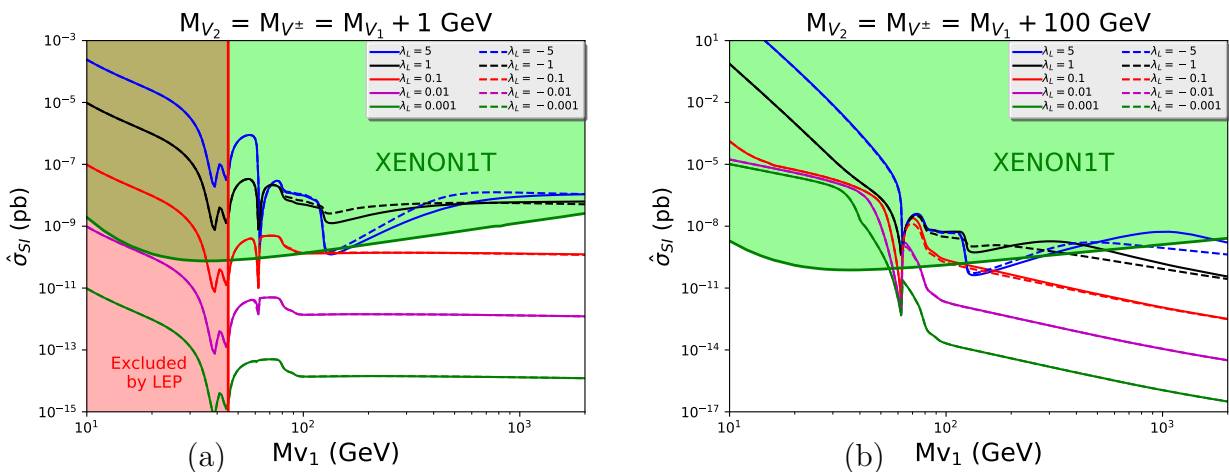 M_{V_2} = M_{V^±} = M_{V_1} + 1 GeV
10^{-3}
10^{-5}
10^{-7}
10^{-9}
10^{-11}
10^{-13}
10^{-15}
σ̂_{SI} (pb)
λ_L = 5 λ_L = −5
λ_L = 1 λ_L = −1
λ_L = 0.1 λ_L = −0.1
λ_L = 0.01 λ_L = −0.01
λ_L = 0.001 λ_L = −0.001
XENON1T
Excluded
by LEP
10^1 10^2 10^3
Mv_1 (GeV)
(a)
M_{V_2} = M_{V^±} = M_{V_1} + 100 GeV
10^1
10^{-2}
10^{-5}
10^{-8}
10^{-11}
10^{-14}
10^{-17}
σ̂_{SI} (pb)
λ_L = 5 λ_L = −5
λ_L = 1 λ_L = −1
λ_L = 0.1 λ_L = −0.1
λ_L = 0.01 λ_L = −0.01
λ_L = 0.001 λ_L = −0.001
XENON1T
10^1 10^2 10^3
Mv_1 (GeV)
(b)